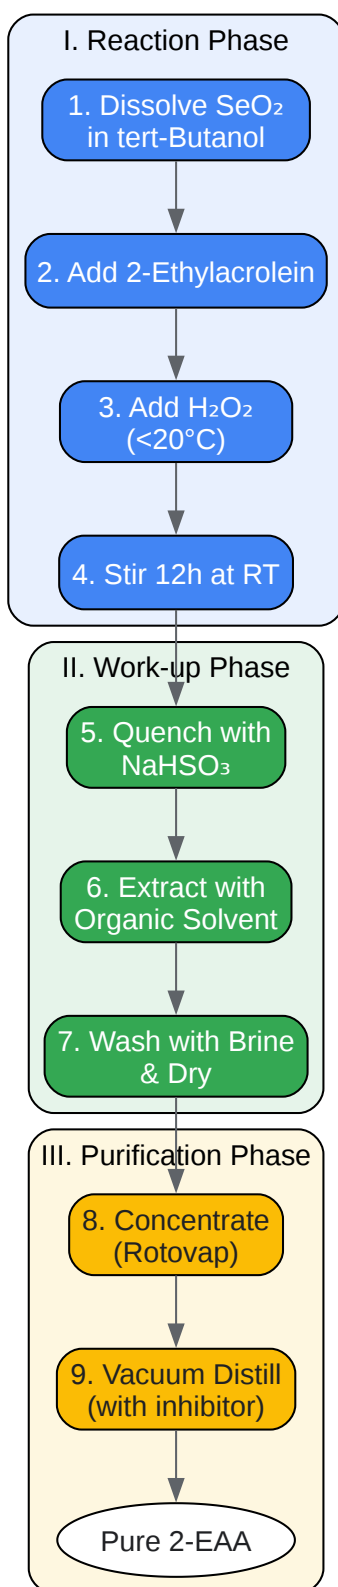 I. Reaction Phase
1. Dissolve SeO₂
in tert-Butanol
2. Add 2-Ethylacrolein
3. Add H₂O₂
(<20°C)
4. Stir 12h at RT
II. Work-up Phase
5. Quench with
NaHSO₃
6. Extract with
Organic Solvent
7. Wash with Brine
& Dry
III. Purification Phase
8. Concentrate
(Rotovap)
9. Vacuum Distill
(with inhibitor)
Pure 2-EAA